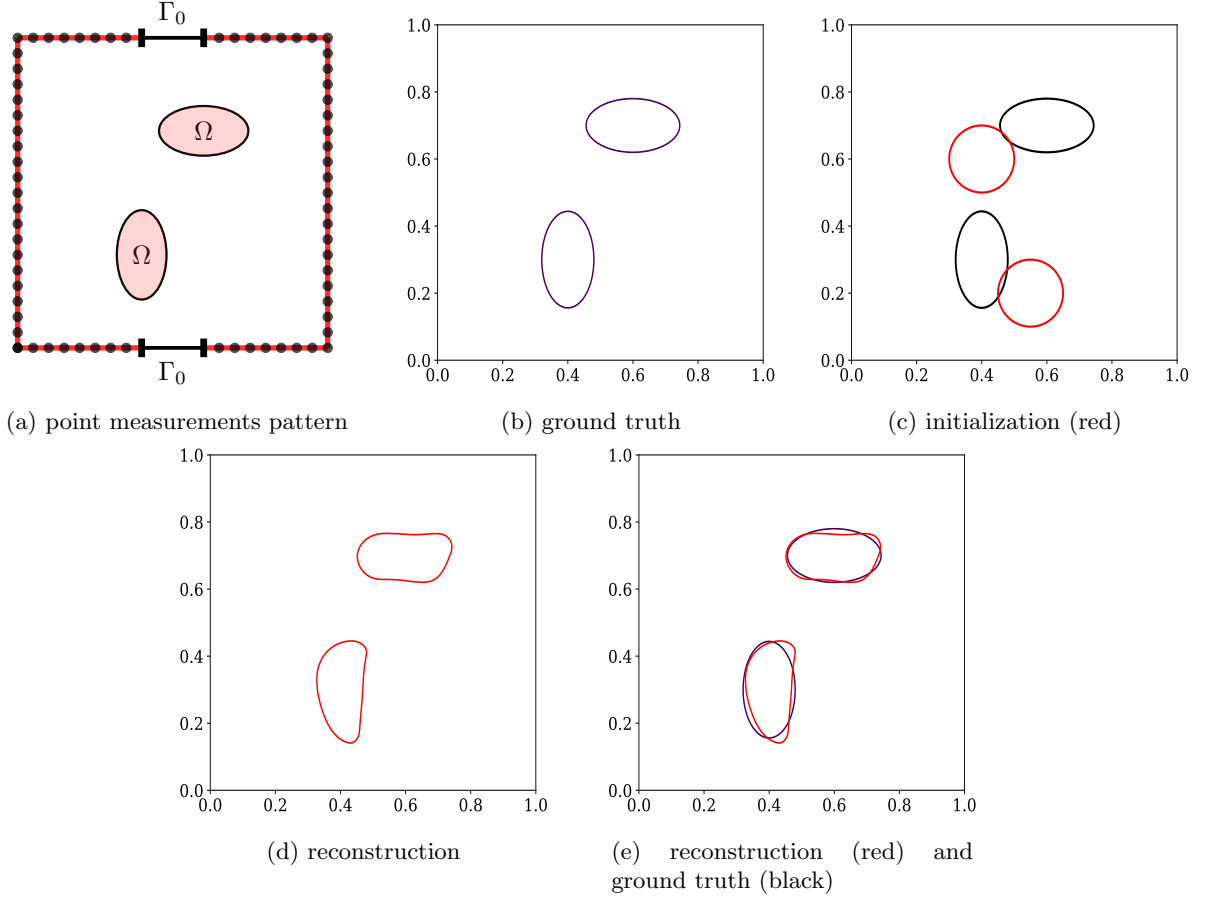 Γ₀
Ω
Ω
Γ₀
(a) point measurements pattern
1.0
0.8
0.6
0.4
0.2
0.0
0.0 0.2 0.4 0.6 0.8 1.0
(b) ground truth
1.0
0.8
0.6
0.4
0.2
0.0
0.0 0.2 0.4 0.6 0.8 1.0
(c) initialization (red)
1.0
0.8
0.6
0.4
0.2
0.0
0.0 0.2 0.4 0.6 0.8 1.0
(d) reconstruction
1.0
0.8
0.6
0.4
0.2
0.0
0.0 0.2 0.4 0.6 0.8 1.0
(e) reconstruction (red) and
ground truth (black)